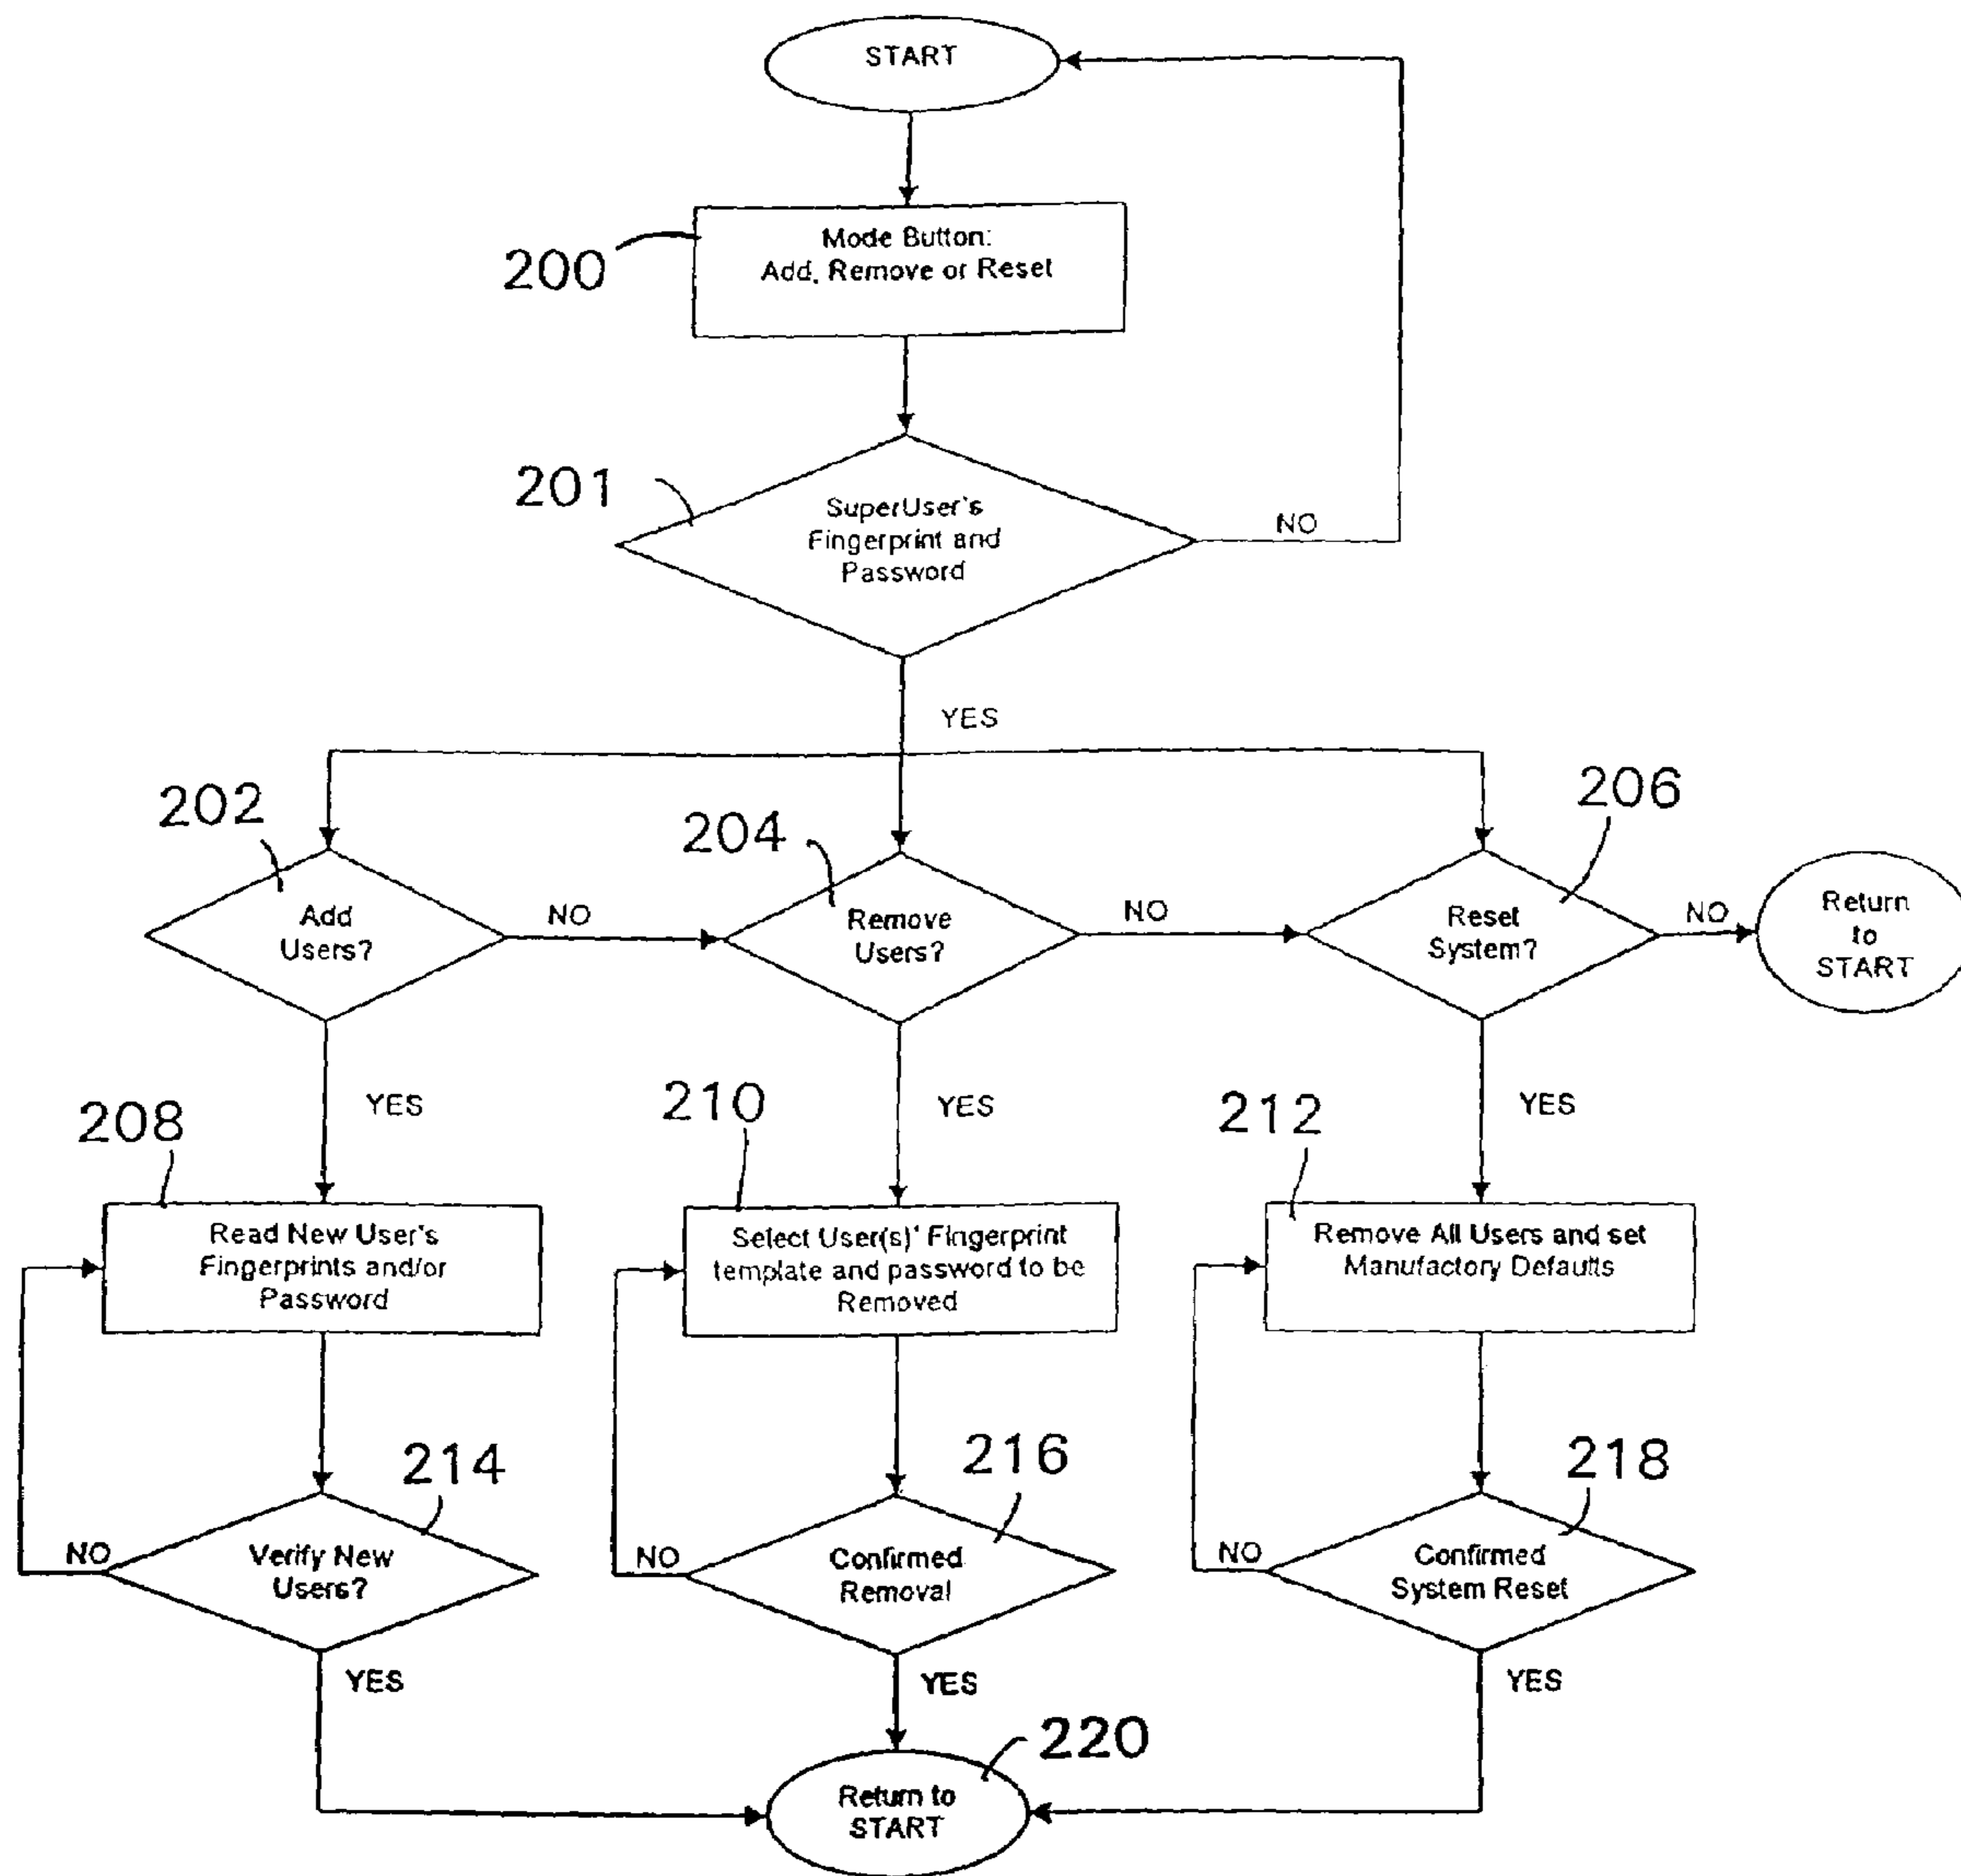 START
200
Mode Button:
Add, Remove or Reset
201
SuperUser's
Fingerprint and
Password
NO
YES
202
204
206
Add
Users?
NO
Remove
Users?
NO
Reset
System?
NO
Return
to
START
YES
YES
YES
208
210
212
Read New User's
Fingerprints and/or
Password
Select User(s)' Fingerprint
template and password to be
Removed
Remove All Users and set
Manufactory Defaults
214
216
218
NO
Verify New
Users?
NO
Confirmed
Removal
NO
Confirmed
System Reset
YES
YES
YES
220
Return to
START